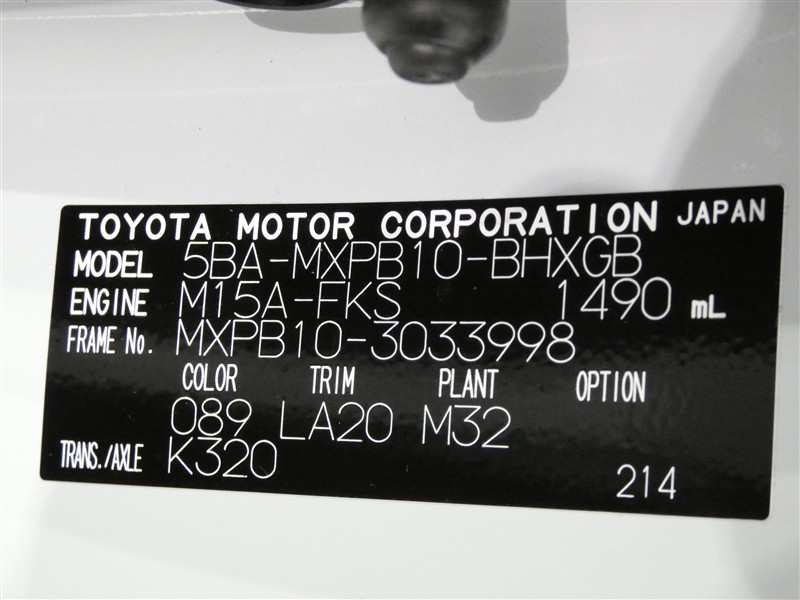 TOYOTA MOTOR CORPORATION JAPAN
MODEL 5BA-MXPB10-BHXGB
ENGINE M15A-FKS 1490 mL
FRAME No. MXPB10-3033998
COLOR TRIM PLANT OPTION
089 LA20 M32
TRANS./AXLE K320
214